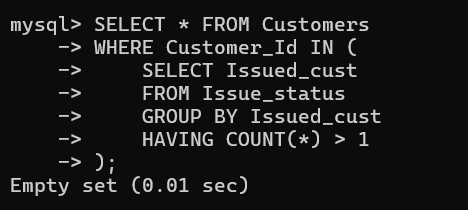 mysql> SELECT * FROM Customers
    -> WHERE Customer_Id IN (
    ->     SELECT Issued_cust
    ->     FROM Issue_status
    ->     GROUP BY Issued_cust
    ->     HAVING COUNT(*) > 1
    -> );
Empty set (0.01 sec)